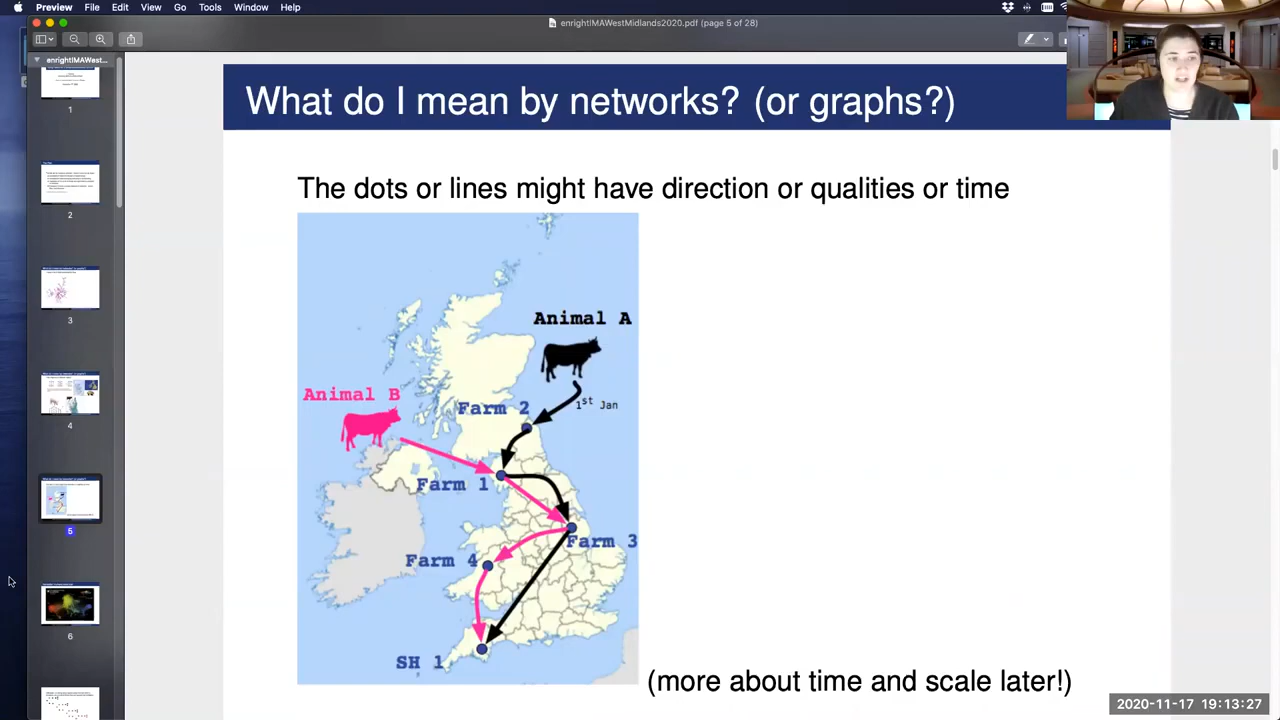 Preview File Edit View Go Tools Window Help
enrightIMAWestMidlands2020.pdf (page 5 of 28)
enrightIMAWest...
1
2
3
4
5
6
What do I mean by networks? (or graphs?)
The dots or lines might have direction or qualities or time
Animal A
Animal B
Farm 2
1st Jan
Farm 1
Farm 3
Farm 4
SH 1
(more about time and scale later!)
2020-11-17 19:13:27